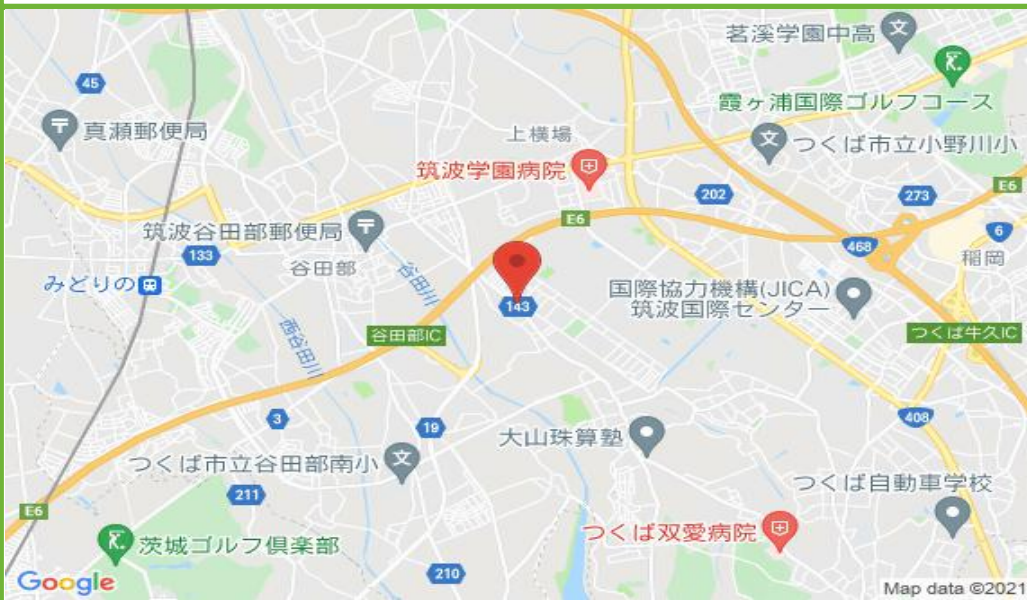 茗溪学園中高
45
霞ヶ浦国際ゴルフコース
真瀬郵便局
上横場
つくば市立小野川小
筑波学園病院
202
273
E6
E6
筑波谷田部郵便局
468
6
133
谷田部
稲岡
みどりの
谷田川
国際協力機構(JICA)
筑波国際センター
143
西谷田川
谷田部IC
つくば牛久IC
3
19
408
大山珠算塾
つくば市立谷田部南小
211
つくば自動車学校
E6
つくば双愛病院
茨城ゴルフ倶楽部
210
Google
Map data ©2021